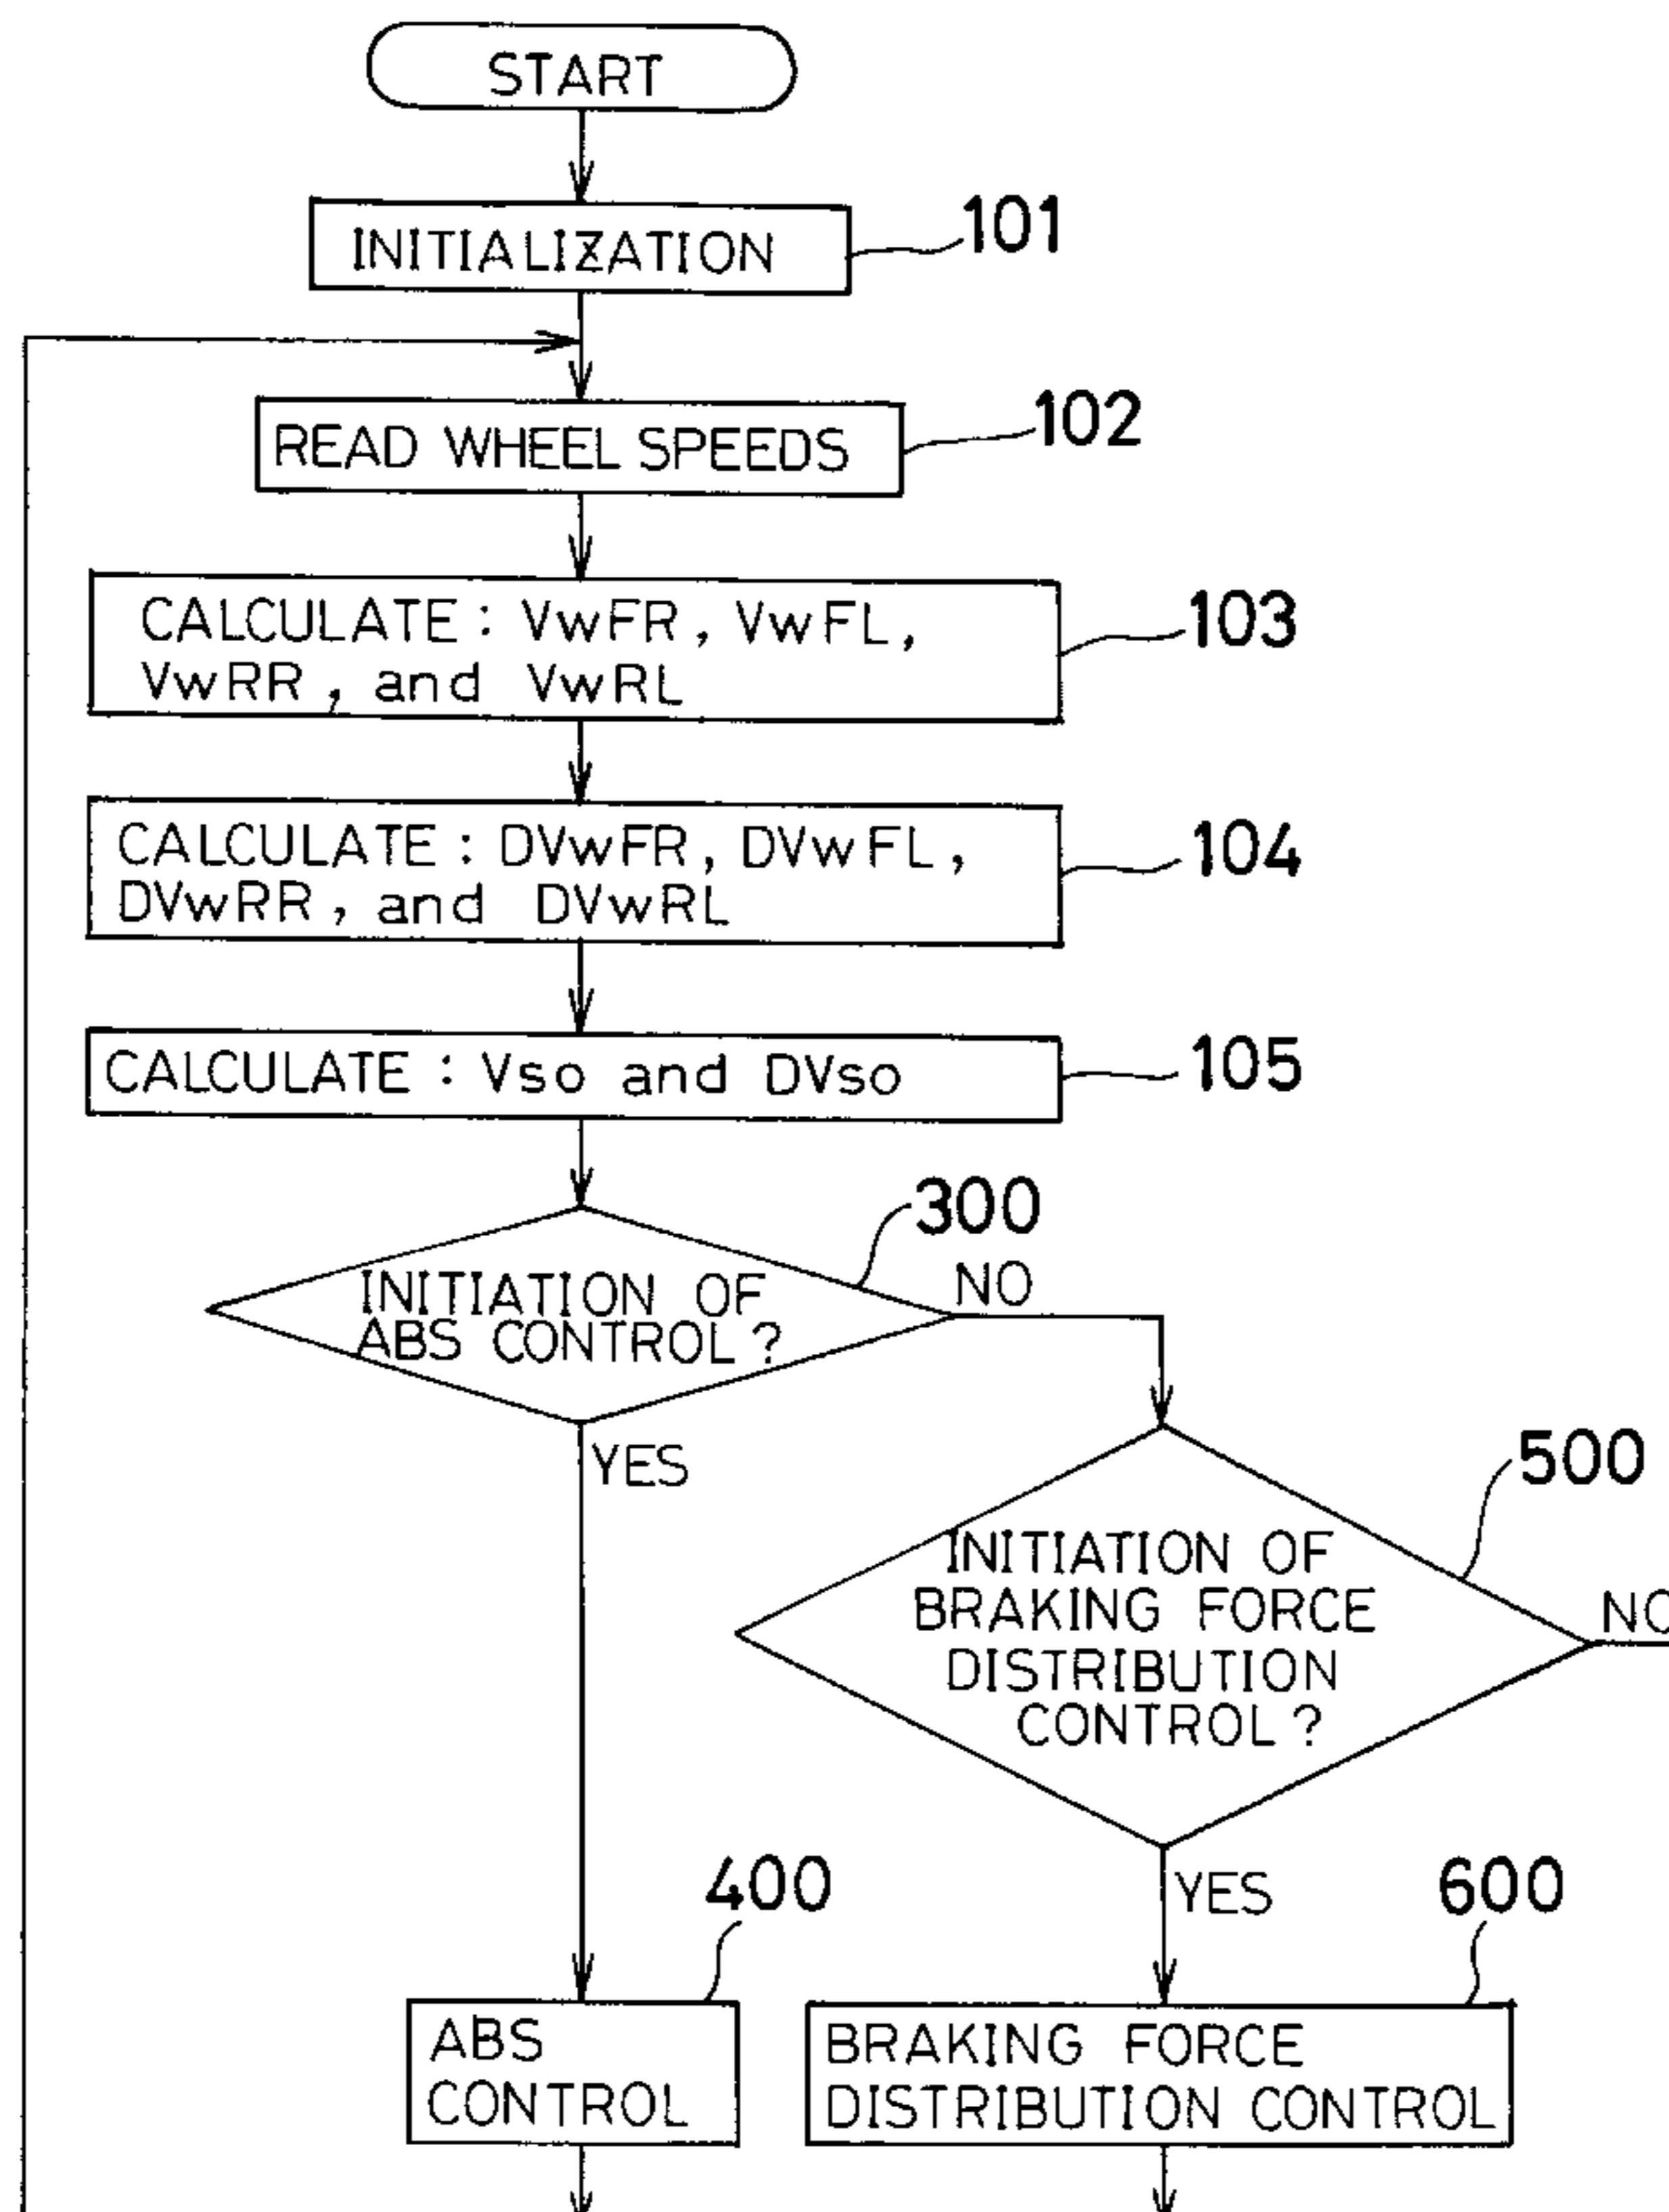 START
INITIALIZATION
101
READ WHEEL SPEEDS
102
CALCULATE : VwFR, VwFL,
VwRR, and VwRL
103
CALCULATE : DVwFR, DVwFL,
DVwRR, and DVwRL
104
CALCULATE : Vso and DVso
105
300
INITIATION OF
ABS CONTROL?
NO
YES
500
INITIATION OF
BRAKING FORCE
DISTRIBUTION
CONTROL?
NO
YES
400
600
ABS
CONTROL
BRAKING FORCE
DISTRIBUTION CONTROL